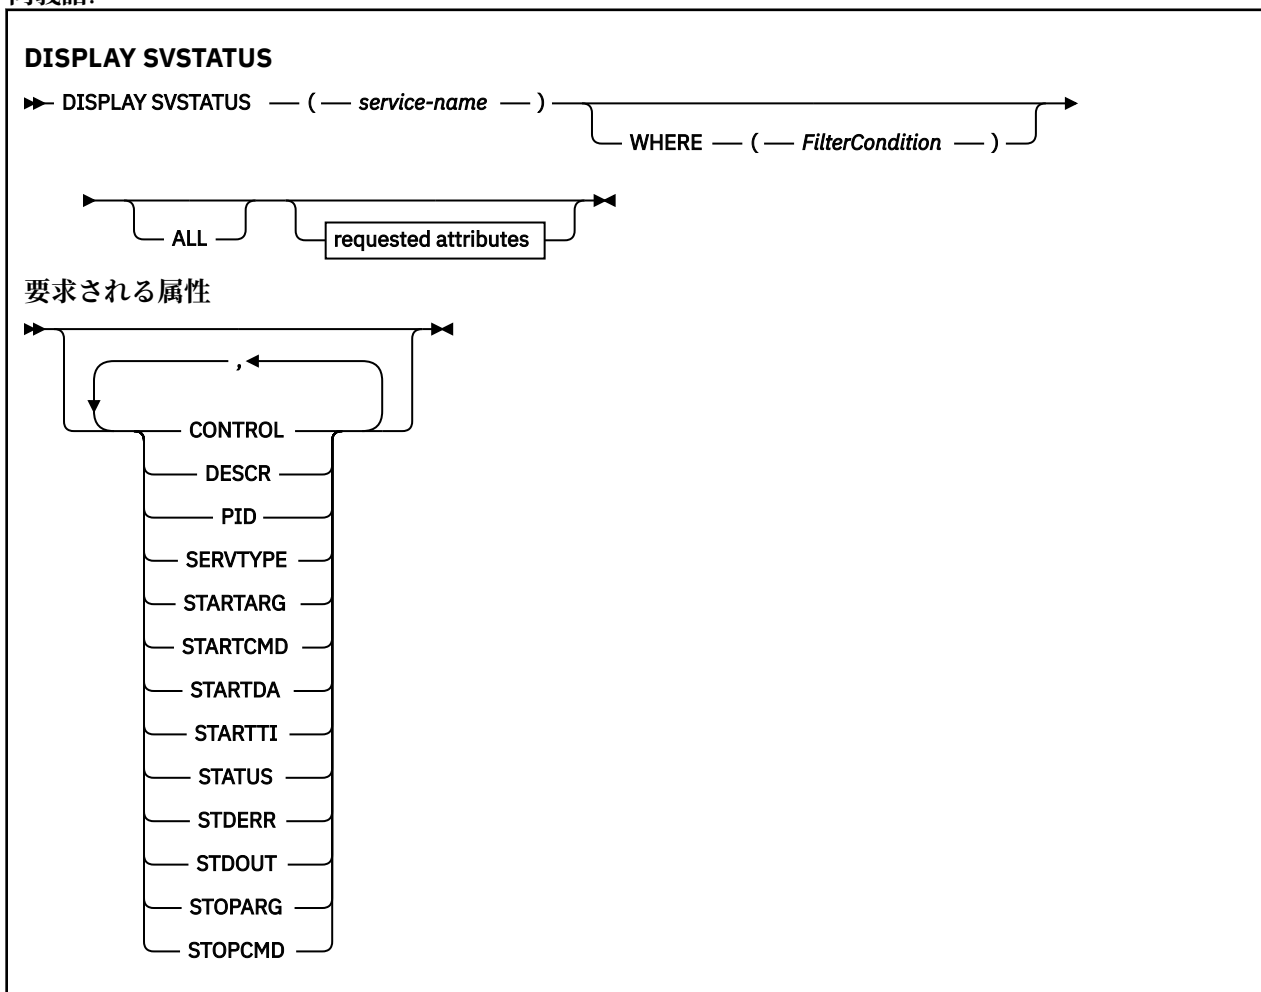 DISPLAY SVSTATUS
DISPLAY SVSTATUS ( service-name )
WHERE ( FilterCondition )
ALL
requested attributes
要求される属性
,
CONTROL
DESCR
PID
SERVTYPE
STARTARG
STARTCMD
STARTDA
STARTTI
STATUS
STDERR
STDOUT
STOPARG
STOPCMD